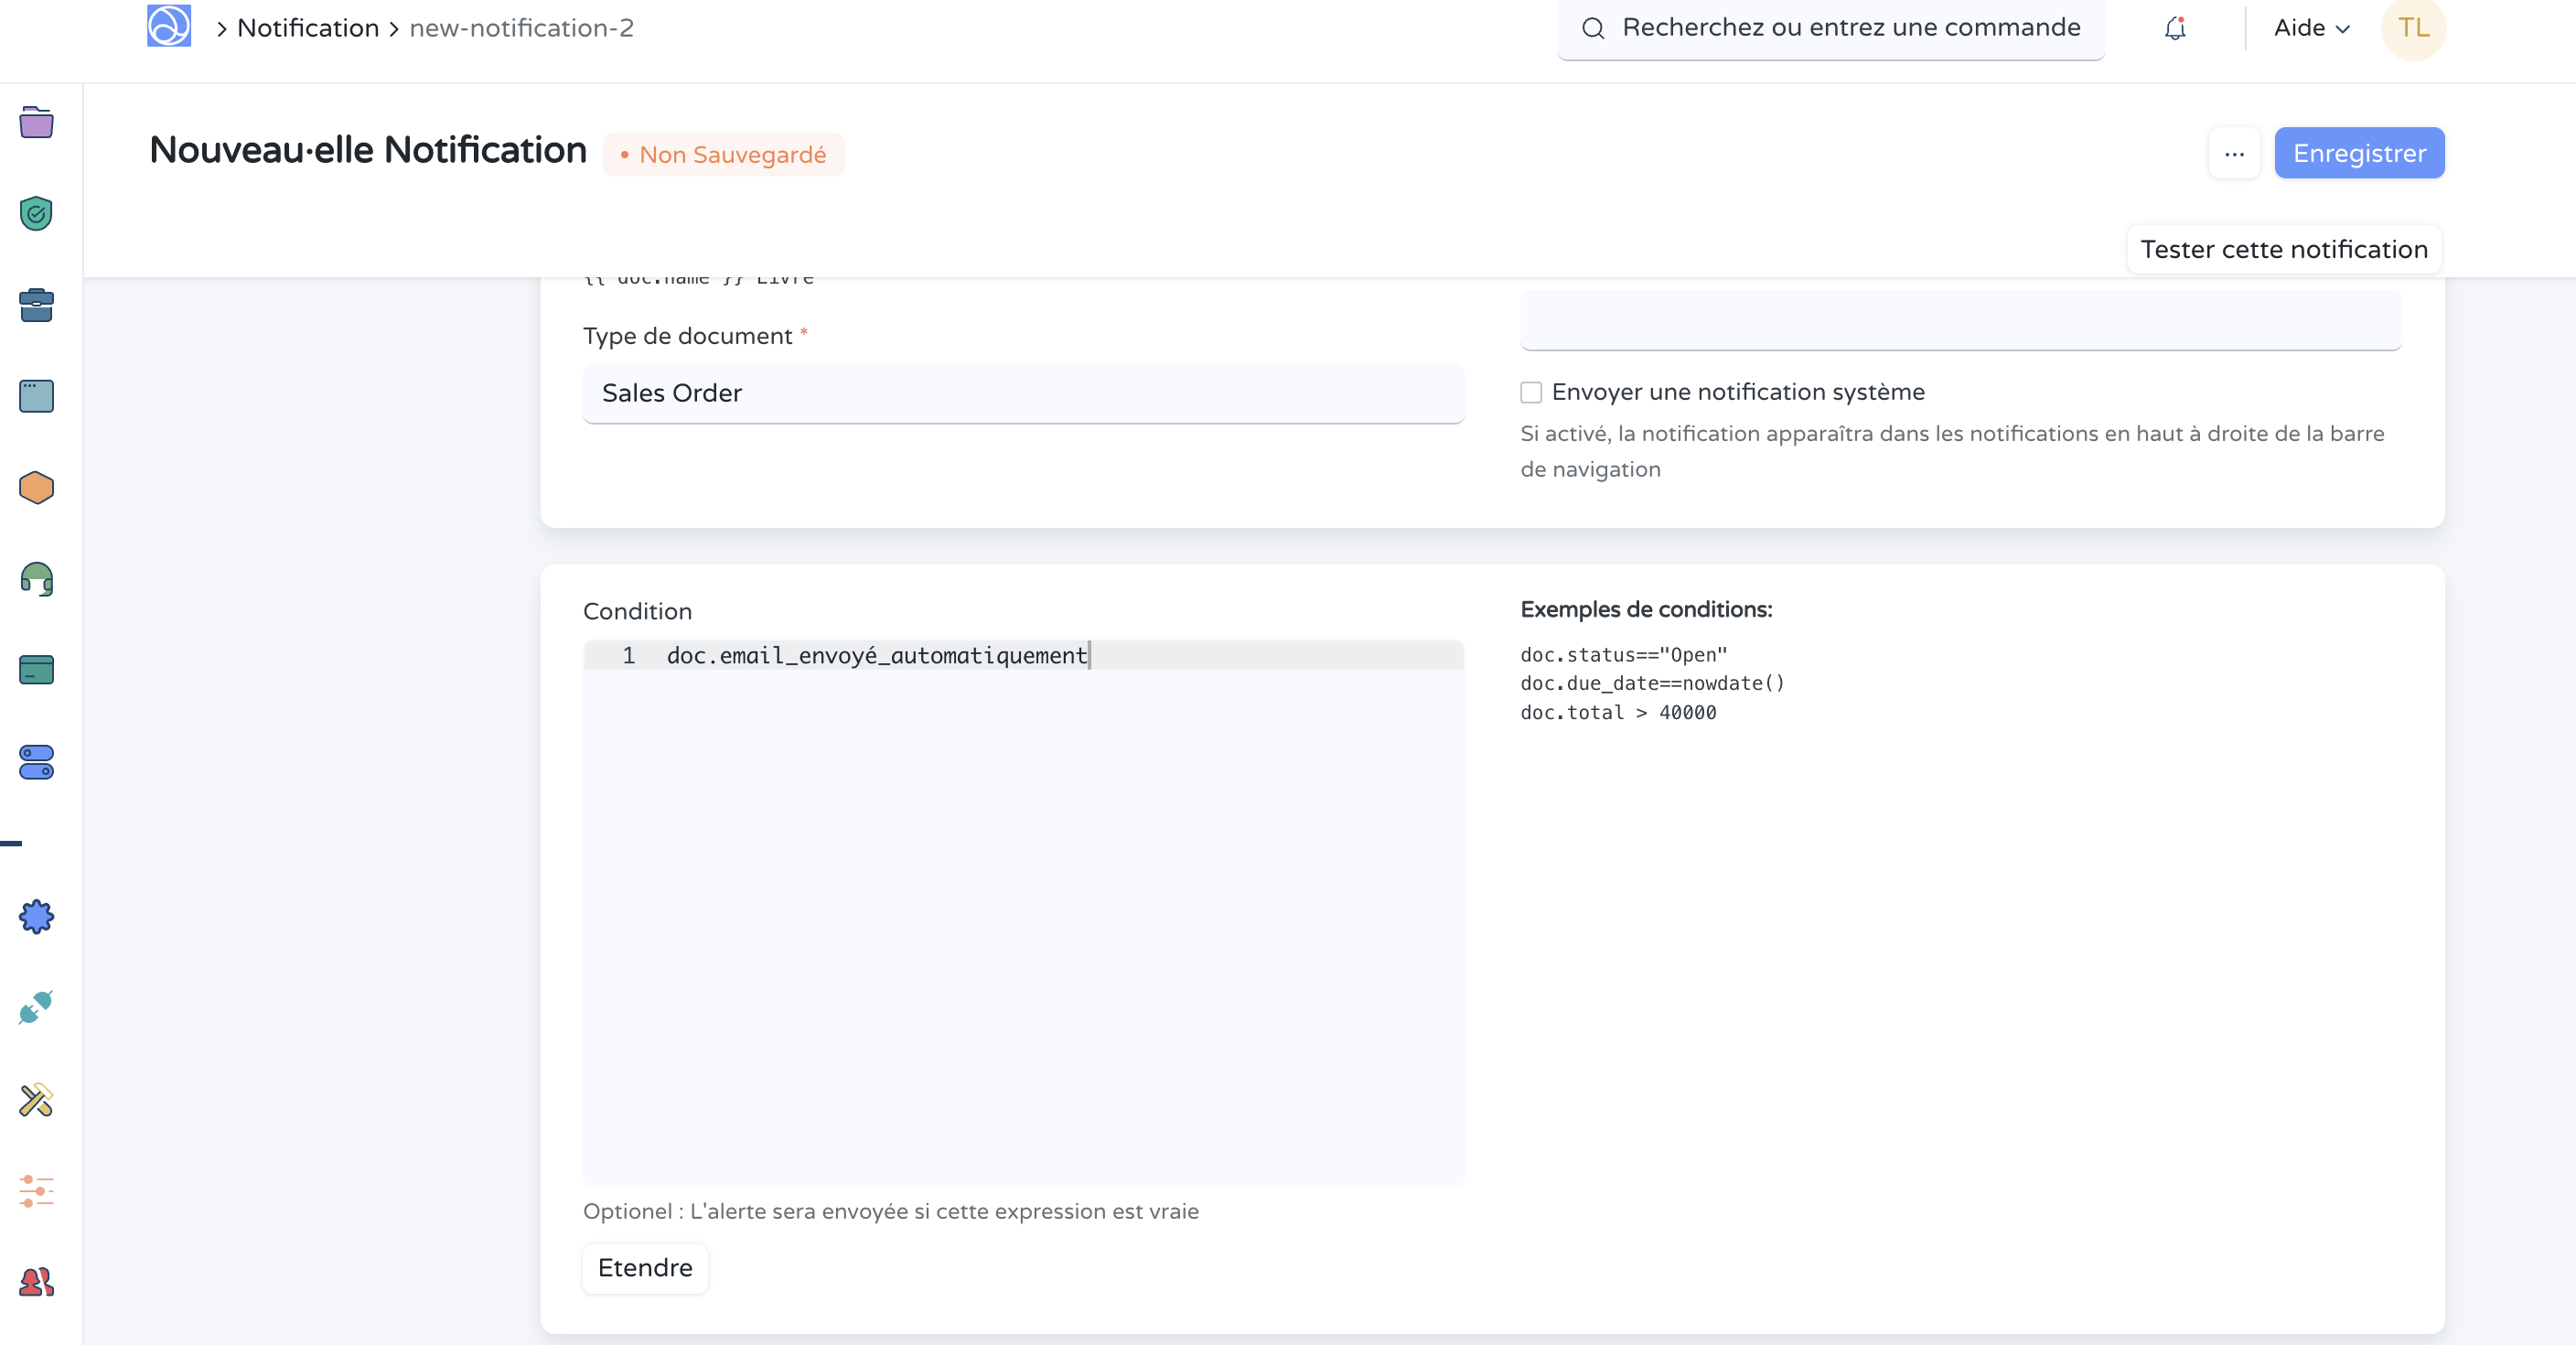 Notification
new-notification-2
Recherchez ou entrez une commande
Aide
TL
Nouveau·elle Notification
• Non Sauvegardé
...
Enregistrer
Tester cette notification
{{ doc.name }} Livré
Type de document *
Sales Order
Envoyer une notification système
Si activé, la notification apparaîtra dans les notifications en haut à droite de la barre
de navigation
Condition
1 doc.email_envoyé_automatiquement
Optionel : L'alerte sera envoyée si cette expression est vraie
Etendre
Exemples de conditions:
doc.status=="Open"
doc.due_date==nowdate()
doc.total > 40000